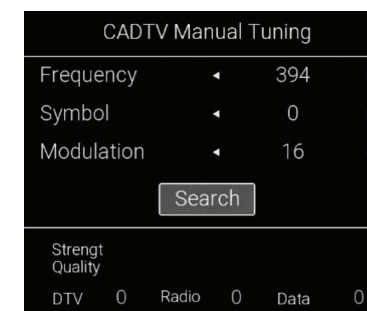 CADTV Manual Tuning
Frequency ◂ 394
Symbol ◂ 0
Modulation ◂ 16
Search
Strengt
Quality
DTV 0 Radio 0 Data 0